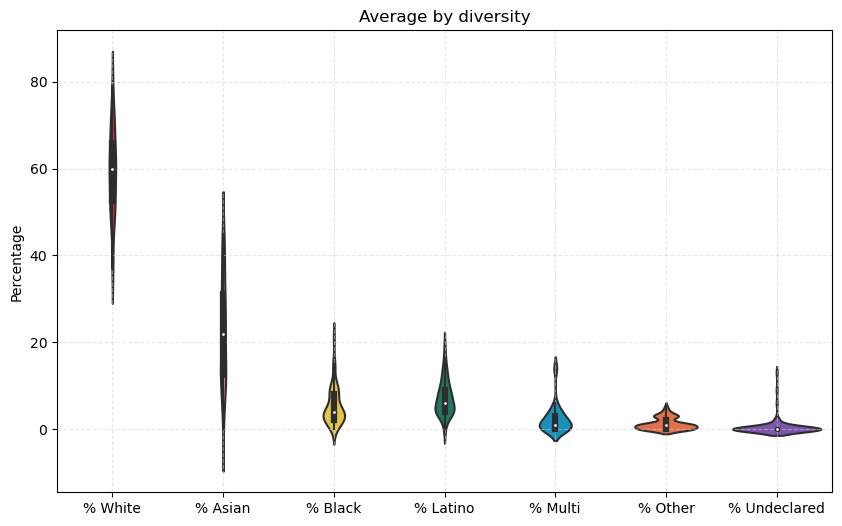 Average by diversity
Percentage
80
60
40
20
0
% White % Asian % Black % Latino % Multi % Other % Undeclared